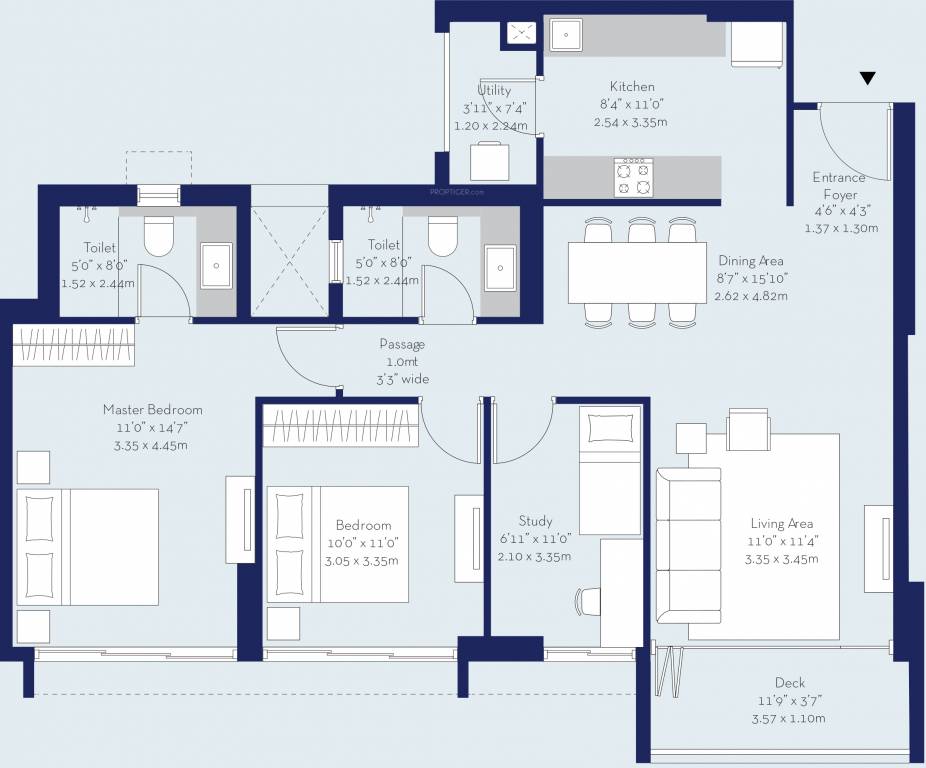 Utility
3'11" x 7'4"
1.20 x 2.24m
Kitchen
8'4" x 11'0"
2.54 x 3.35m
PROPTIGER.com
Entrance
Foyer
4'6" x 4'3"
1.37 x 1.30m
Toilet
5'0" x 8'0"
1.52 x 2.44m
Toilet
5'0" x 8'0"
1.52 x 2.44m
Dining Area
8'7" x 15'10"
2.62 x 4.82m
Passage
1.0mt
3'3" wide
Master Bedroom
11'0" x 14'7"
3.35 x 4.45m
Bedroom
10'0" x 11'0"
3.05 x 3.35m
Study
6'11" x 11'0"
2.10 x 3.35m
Living Area
11'0" x 11'4"
3.35 x 3.45m
Deck
11'9" x 3'7"
3.57 x 1.10m